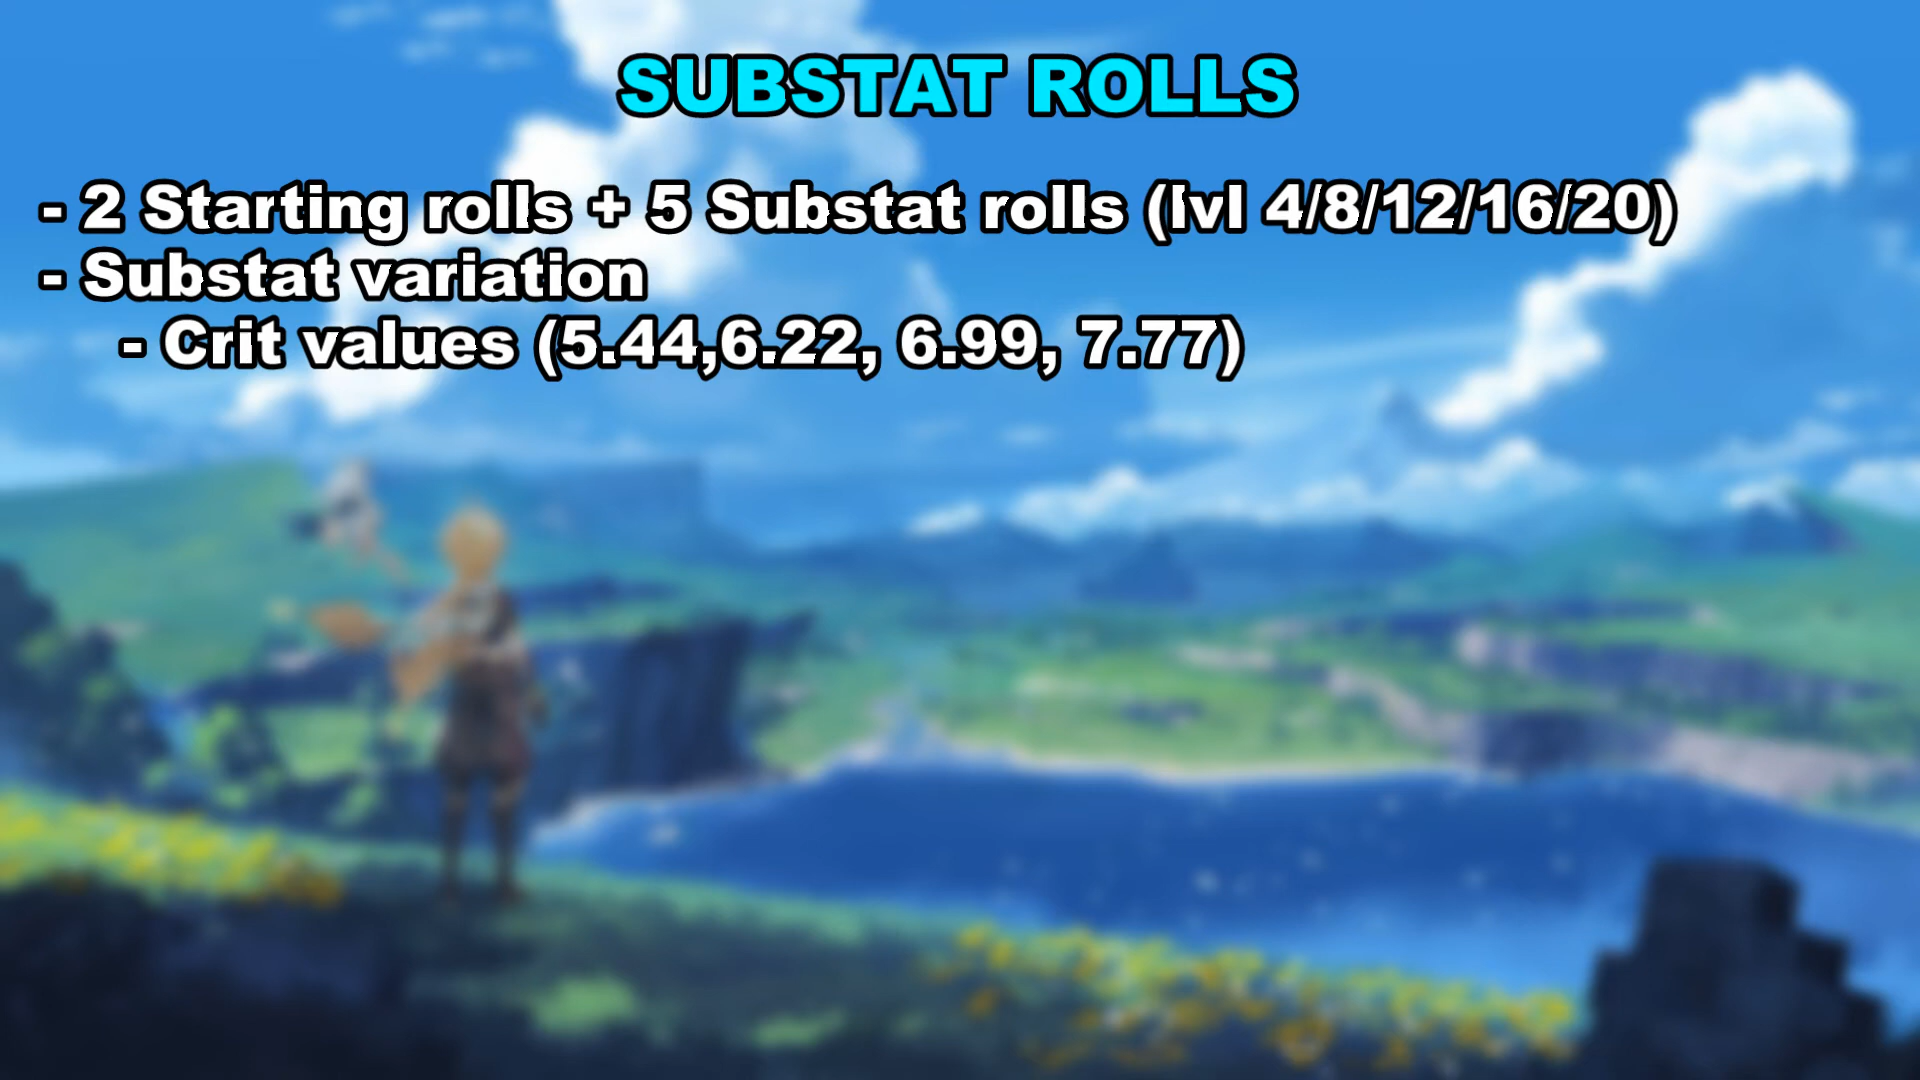 SUBSTAT ROLLS
- 2 Starting rolls + 5 Substat rolls (lvl 4/8/12/16/20)
- Substat variation
- Crit values (5.44,6.22, 6.99, 7.77)